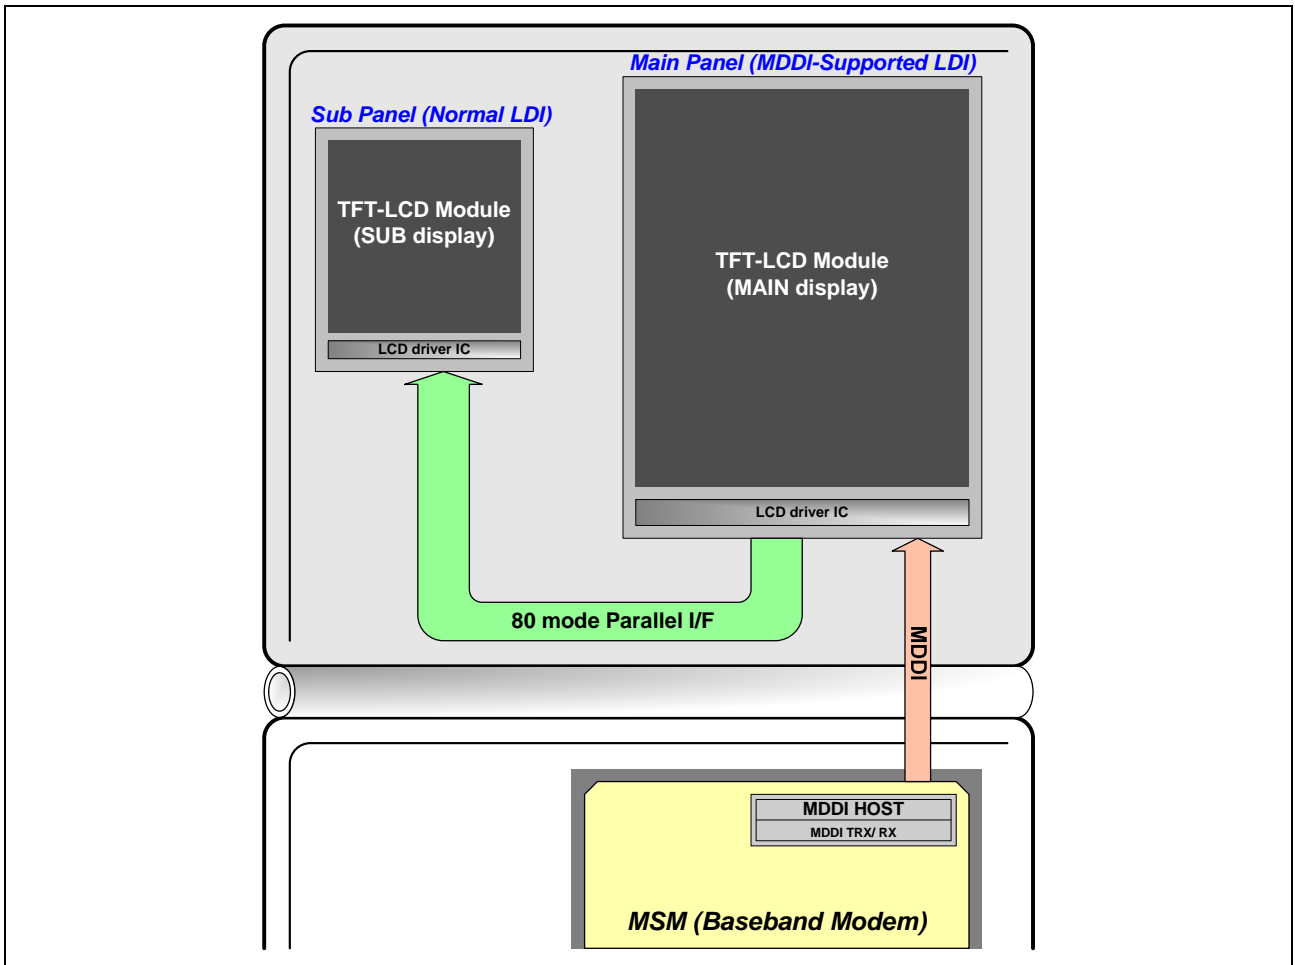 Main Panel (MDDI-Supported LDI)
Sub Panel (Normal LDI)
TFT-LCD Module
(SUB display)
LCD driver IC
TFT-LCD Module
(MAIN display)
LCD driver IC
80 mode Parallel I/F
MDDI
MDDI HOST
MDDI TRX/ RX
MSM (Baseband Modem)